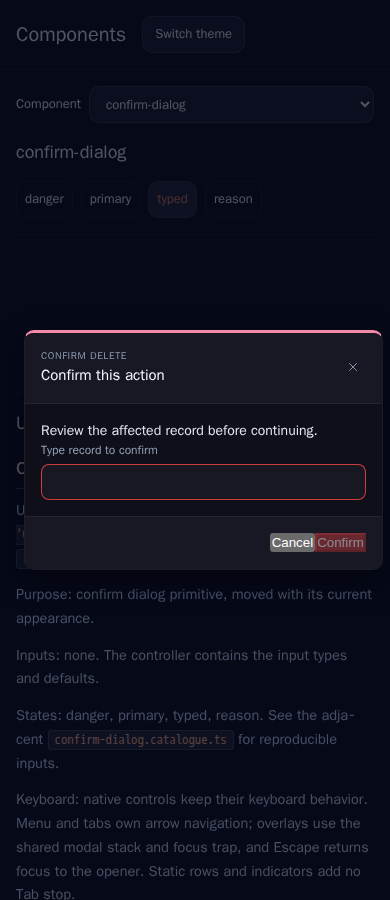 Components
Switch theme
Component
confirm-dialog
confirm-dialog
danger
primary
typed
reason
CONFIRM DELETE
Confirm this action
Review the affected record before continuing.
Type record to confirm
Cancel
Confirm
Purpose: confirm dialog primitive, moved with its current
appearance.
Inputs: none. The controller contains the input types
and defaults.
States: danger, primary, typed, reason. See the adja-
cent confirm-dialog.catalogue.ts for reproducible
inputs.
Keyboard: native controls keep their keyboard behavior.
Menu and tabs own arrow navigation; overlays use the
shared modal stack and focus trap, and Escape returns
focus to the opener. Static rows and indicators add no
Tab stop.